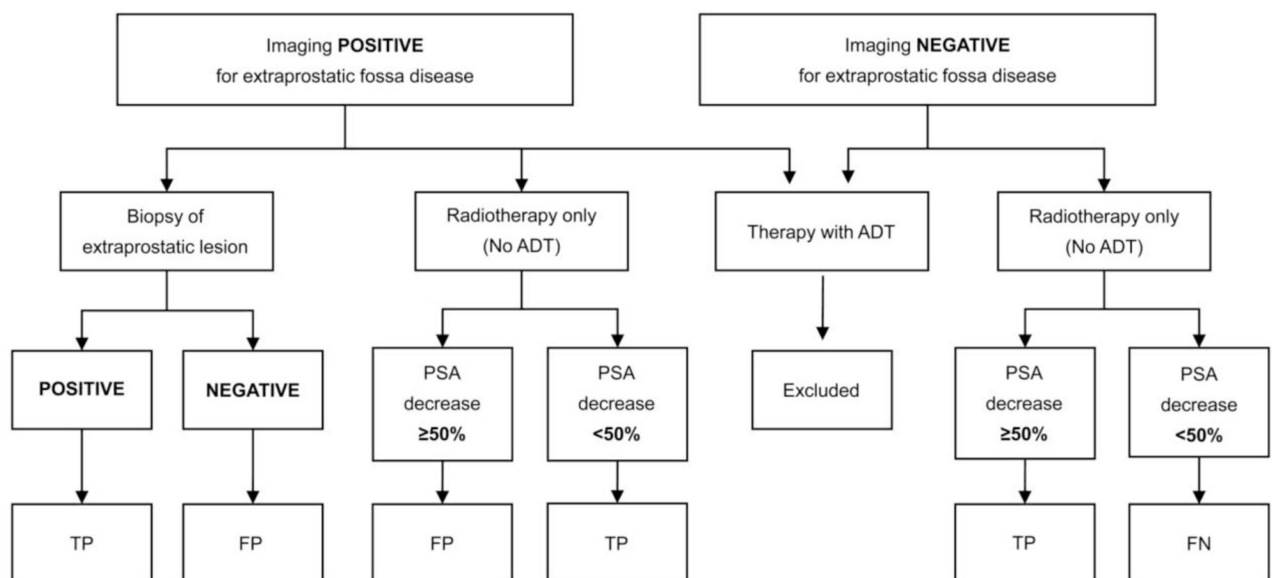 Imaging POSITIVE
for extraprostatic fossa disease
Imaging NEGATIVE
for extraprostatic fossa disease
Biopsy of
extraprostatic lesion
Radiotherapy only
(No ADT)
Therapy with ADT
Radiotherapy only
(No ADT)
POSITIVE
NEGATIVE
PSA
decrease
≥50%
PSA
decrease
<50%
Excluded
PSA
decrease
≥50%
PSA
decrease
<50%
TP
FP
FP
TP
TP
FN